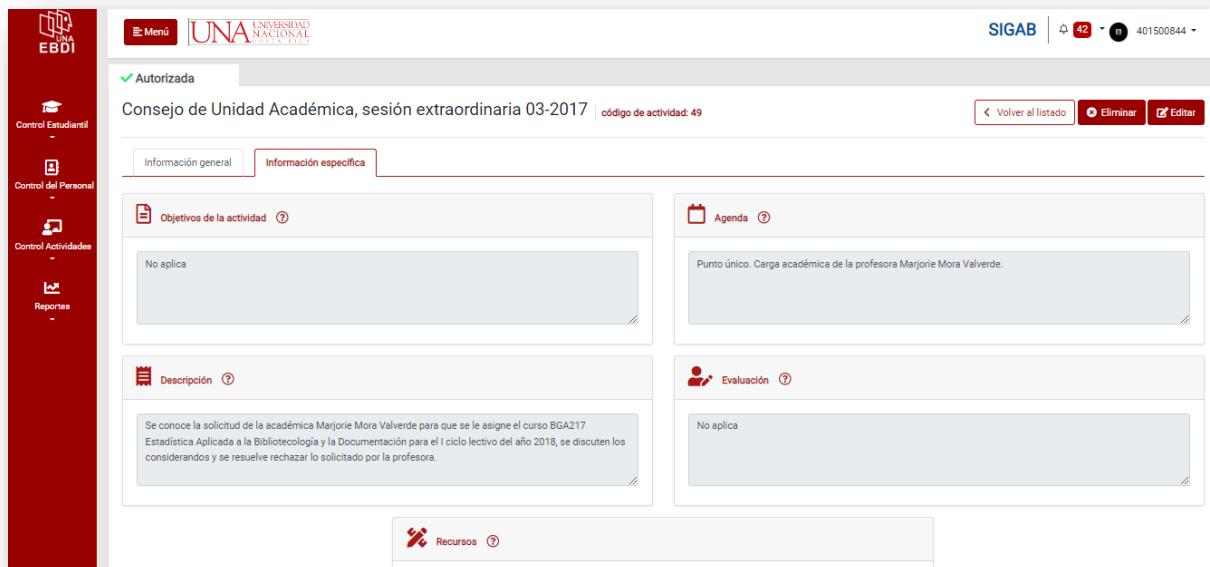 UNA
EBDI
Menú
UNA UNIVERSIDAD
NACIONAL
COSTA RICA
SIGAB
42
401500844
Control Estudiantil
Control del Personal
Control Actividades
Reportes
Autorizada
Consejo de Unidad Académica, sesión extraordinaria 03-2017 código de actividad: 49
Volver al listado
Eliminar
Editar
Información general
Información específica
Objetivos de la actividad
No aplica
Agenda
Punto único. Carga académica de la profesora Marjorie Mora Valverde.
Descripción
Se conoce la solicitud de la académica Marjorie Mora Valverde para que se le asigne el curso BGA217
Estadística Aplicada a la Bibliotecología y la Documentación para el I ciclo lectivo del año 2018, se discuten los
considerandos y se resuelve rechazar lo solicitado por la profesora.
Evaluación
No aplica
Recursos